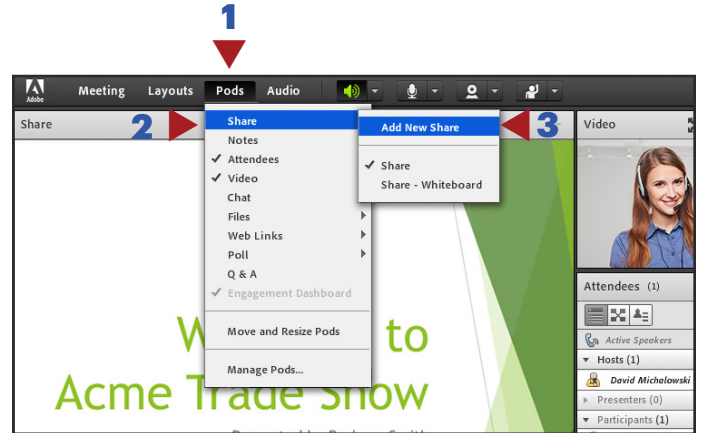 1
Adobe Meeting Layouts Pods Audio
Share
2
3
Video
Share
Notes
Attendees
Video
Chat
Files
Web Links
Poll
Q & A
Engagement Dashboard
Move and Resize Pods
Manage Pods...
Add New Share
Share
Share - Whiteboard
W to
Acme Trade Show
Attendees (1)
Active Speakers
Hosts (1)
David Michalowski
Presenters (0)
Participants (1)